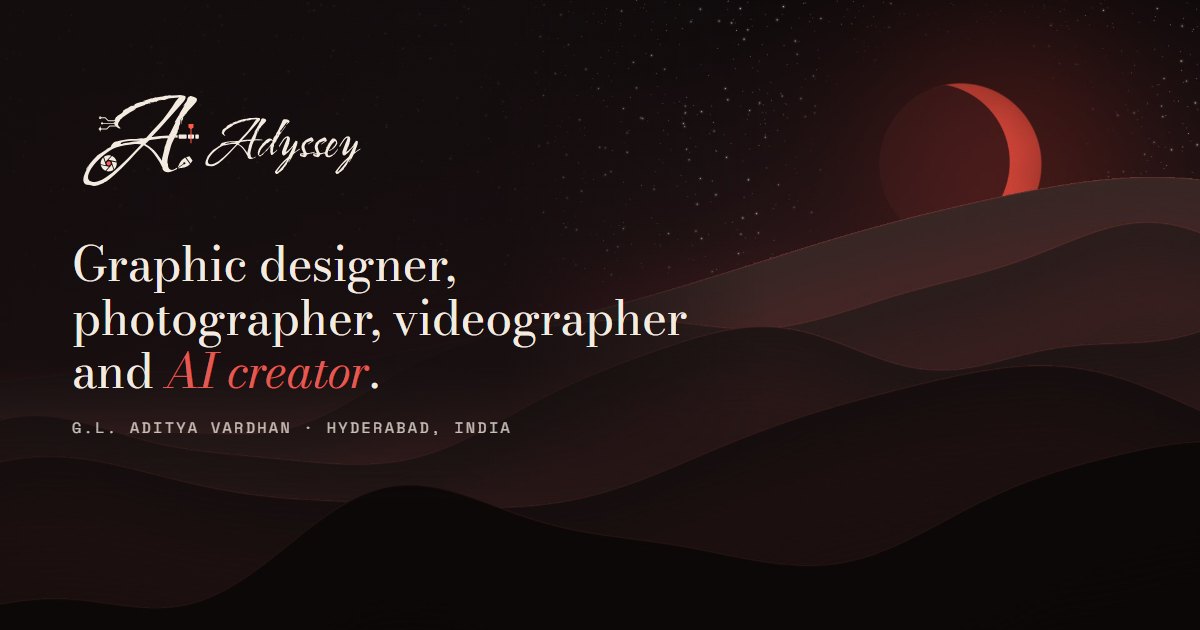 A Adyssey
Graphic designer,
photographer, videographer
and AI creator.
G.L. ADITYA VARDHAN · HYDERABAD, INDIA